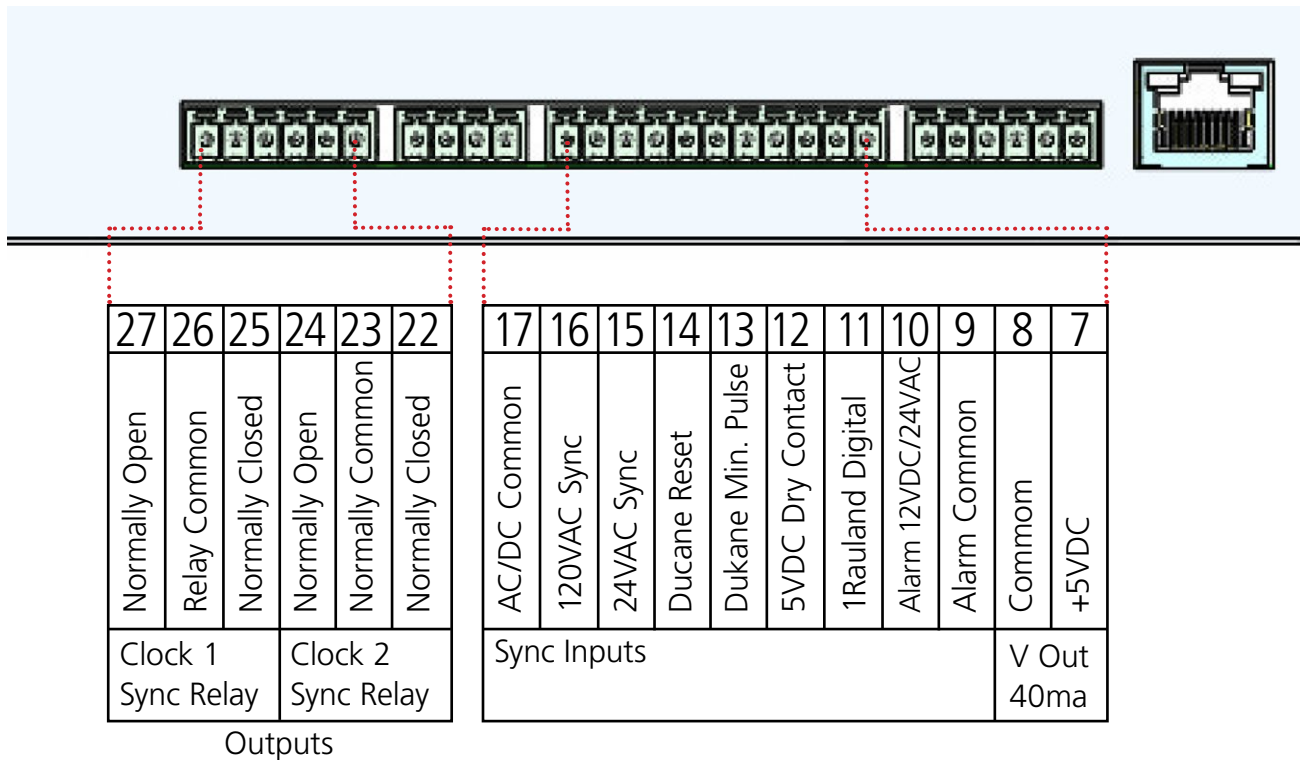 27 26 25 24 23 22
Normally Open
Relay Common
Normally Closed
Normally Open
Normally Common
Normally Closed
Clock 1
Sync Relay
Clock 2
Sync Relay
Outputs
17 16 15 14 13 12 11 10 9 8 7
AC/DC Common
120VAC Sync
24VAC Sync
Ducane Reset
Dukane Min. Pulse
5VDC Dry Contact
1Rauland Digital
Alarm 12VDC/24VAC
Alarm Common
Commom
+5VDC
Sync Inputs
V Out
40ma